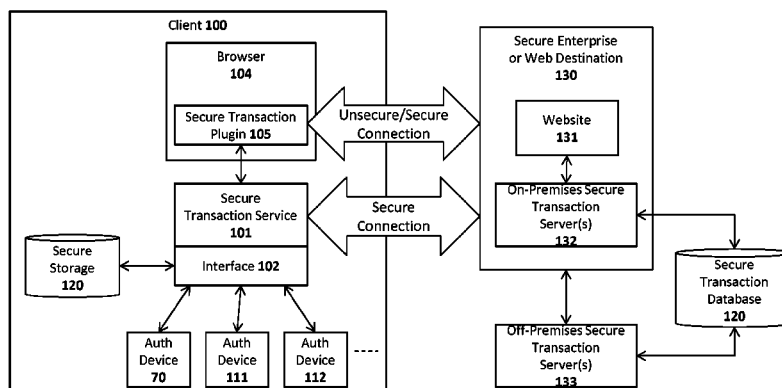 Client 100
Browser
104
Secure Transaction
Plugin 105
Unsecure/Secure
Connection
Secure Enterprise
or Web Destination
130
Website
131
Secure
Transaction Service
101
Interface 102
Secure
Connection
On-Premises Secure
Transaction
Server(s)
132
Secure
Storage
120
Secure
Transaction
Database
120
Auth
Device
70
Auth
Device
111
Auth
Device
112
Off-Premises Secure
Transaction
Server(s)
133